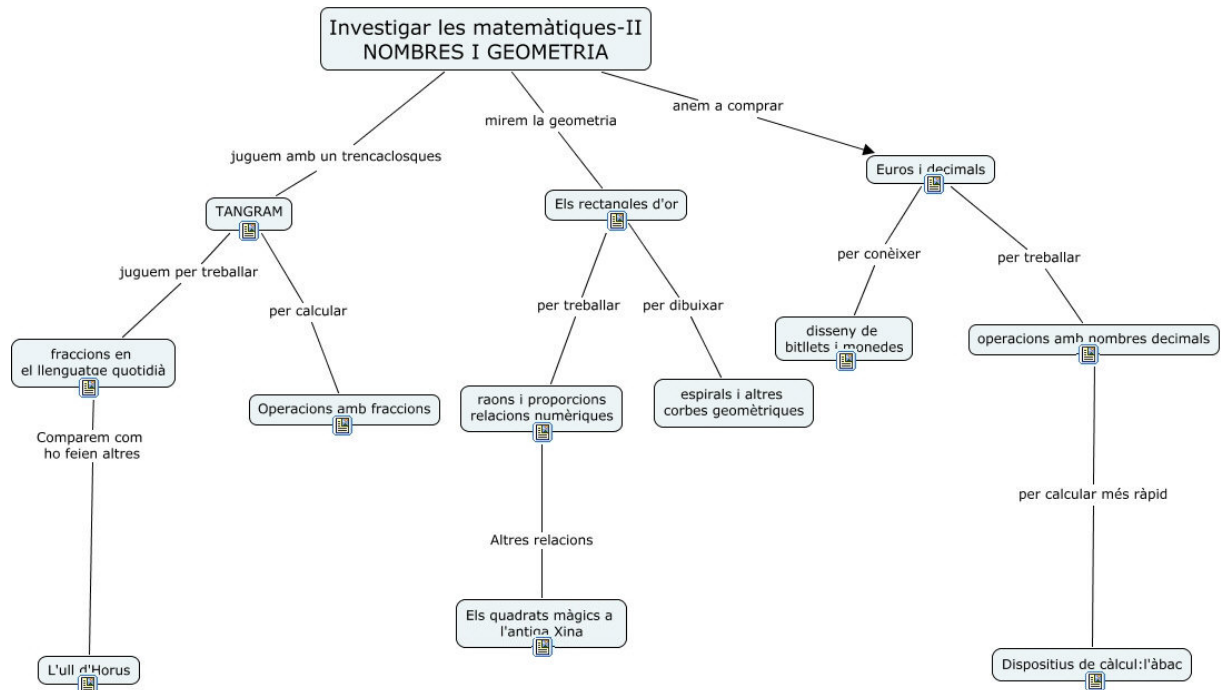 Investigar les matemàtiques-II
NOMBRES I GEOMETRIA
anem a comprar
mirem la geometria
juguem amb un trencaclosques
Euros i decimals
TANGRAM
Els rectangles d'or
juguem per treballar
per calcular
per treballar
per dibuixar
per conèixer
per treballar
fraccions en
el llenguatge quotidià
Operacions amb fraccions
raons i proporcions
relacions numèriques
espirals i altres
corbes geomètriques
disseny de
bitllets i monedes
operacions amb nombres decimals
Comparem com
ho feien altres
Altres relacions
per calcular més ràpid
L'ull d'Horus
Els quadrats màgics a
l'antiga Xina
Dispositius de càlcul:l'àbac